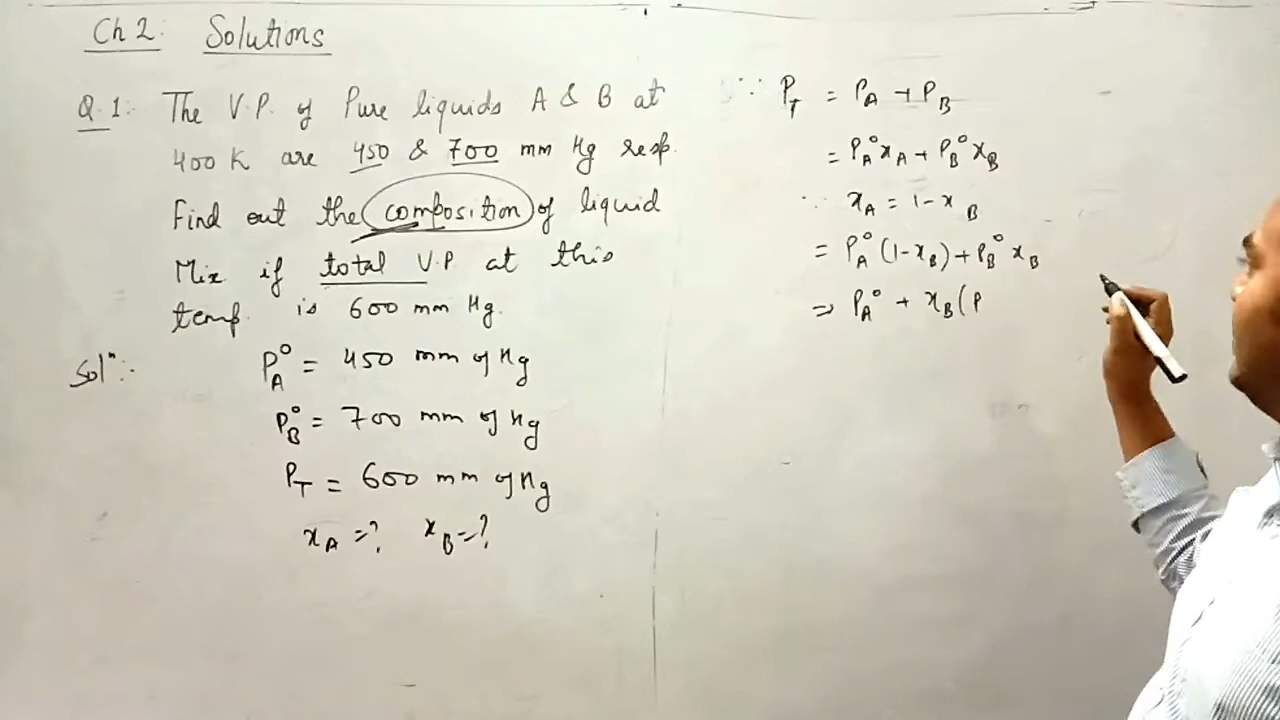 Ch 2: Solutions
Q.1:- The V.P. of Pure liquids A & B at
400 K are 450 & 700 mm Hg resp.
Find out the composition of liquid
Mix if total V.P at this
temp. is 600 mm Hg.
Solⁿ:-
P°A = 450 mm of Hg
P°B = 700 mm of Hg
PT = 600 mm of Hg
xA =? xB =?
∵ PT = PA + PB
= P°A xA + P°B xB
∵ xA = 1 - xB
= P°A (1-xB) + P°B xB
⇒ P°A + xB (P